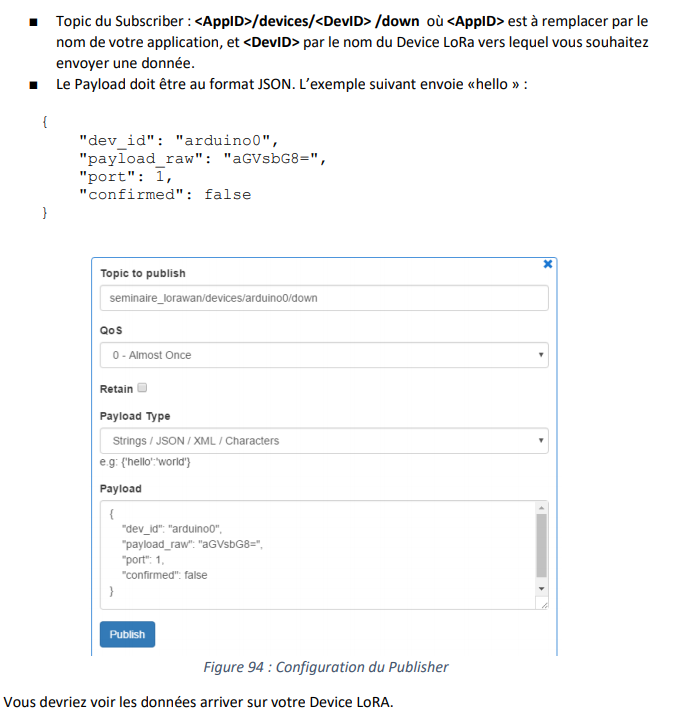 ▪ Topic du Subscriber : <AppID>/devices/<DevID> /down où <AppID> est à remplacer par le
nom de votre application, et <DevID> par le nom du Device LoRa vers lequel vous souhaitez
envoyer une donnée.
▪ Le Payload doit être au format JSON. L'exemple suivant envoie «hello » :
{
"dev_id": "arduino0",
"payload_raw": "aGVsbG8=",
"port": 1,
"confirmed": false
}
Topic to publish
seminaire_lorawan/devices/arduino0/down
QoS
0 - Almost Once
Retain
Payload Type
Strings / JSON / XML / Characters
e.g: {'hello':'world'}
Payload
{
"dev_id": "arduino0",
"payload_raw": "aGVsbG8=",
"port": 1,
"confirmed": false
}
Publish
Figure 94 : Configuration du Publisher
Vous devriez voir les données arriver sur votre Device LoRA.